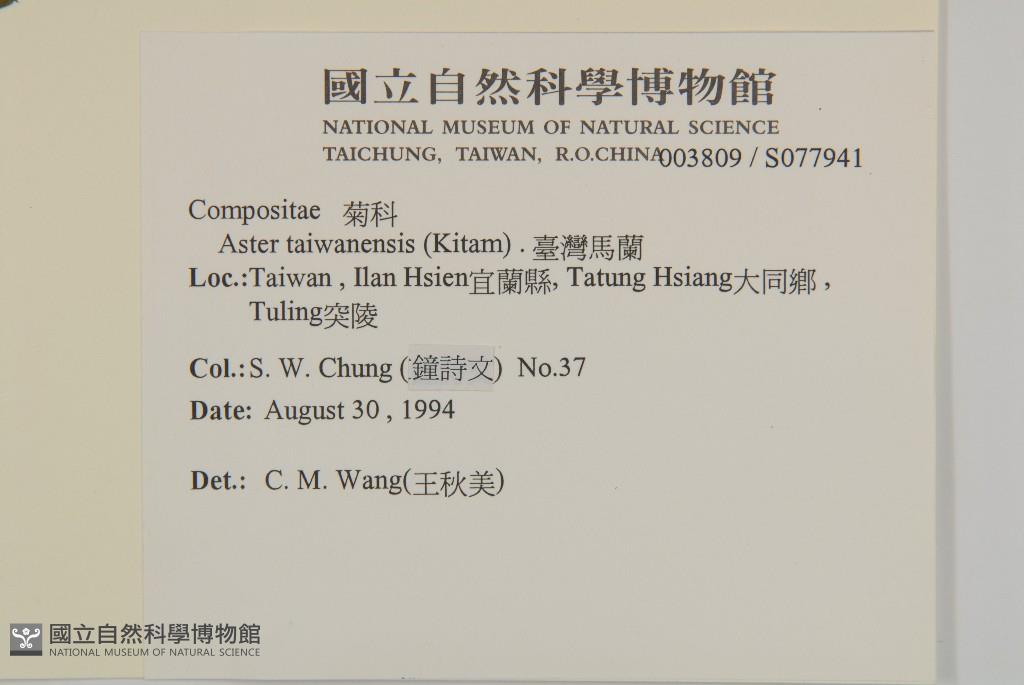 國立自然科學博物館
NATIONAL MUSEUM OF NATURAL SCIENCE
TAICHUNG, TAIWAN, R.O.CHINA 003809 / S077941
Compositae 菊科
Aster taiwanensis (Kitam) . 臺灣馬蘭
Loc.:Taiwan , Ilan Hsien宜蘭縣, Tatung Hsiang大同鄉 ,
Tuling突陵
Col.: S. W. Chung (鐘詩文) No.37
Date: August 30 , 1994
Det.: C. M. Wang(王秋美)
國立自然科學博物館
NATIONAL MUSEUM OF NATURAL SCIENCE